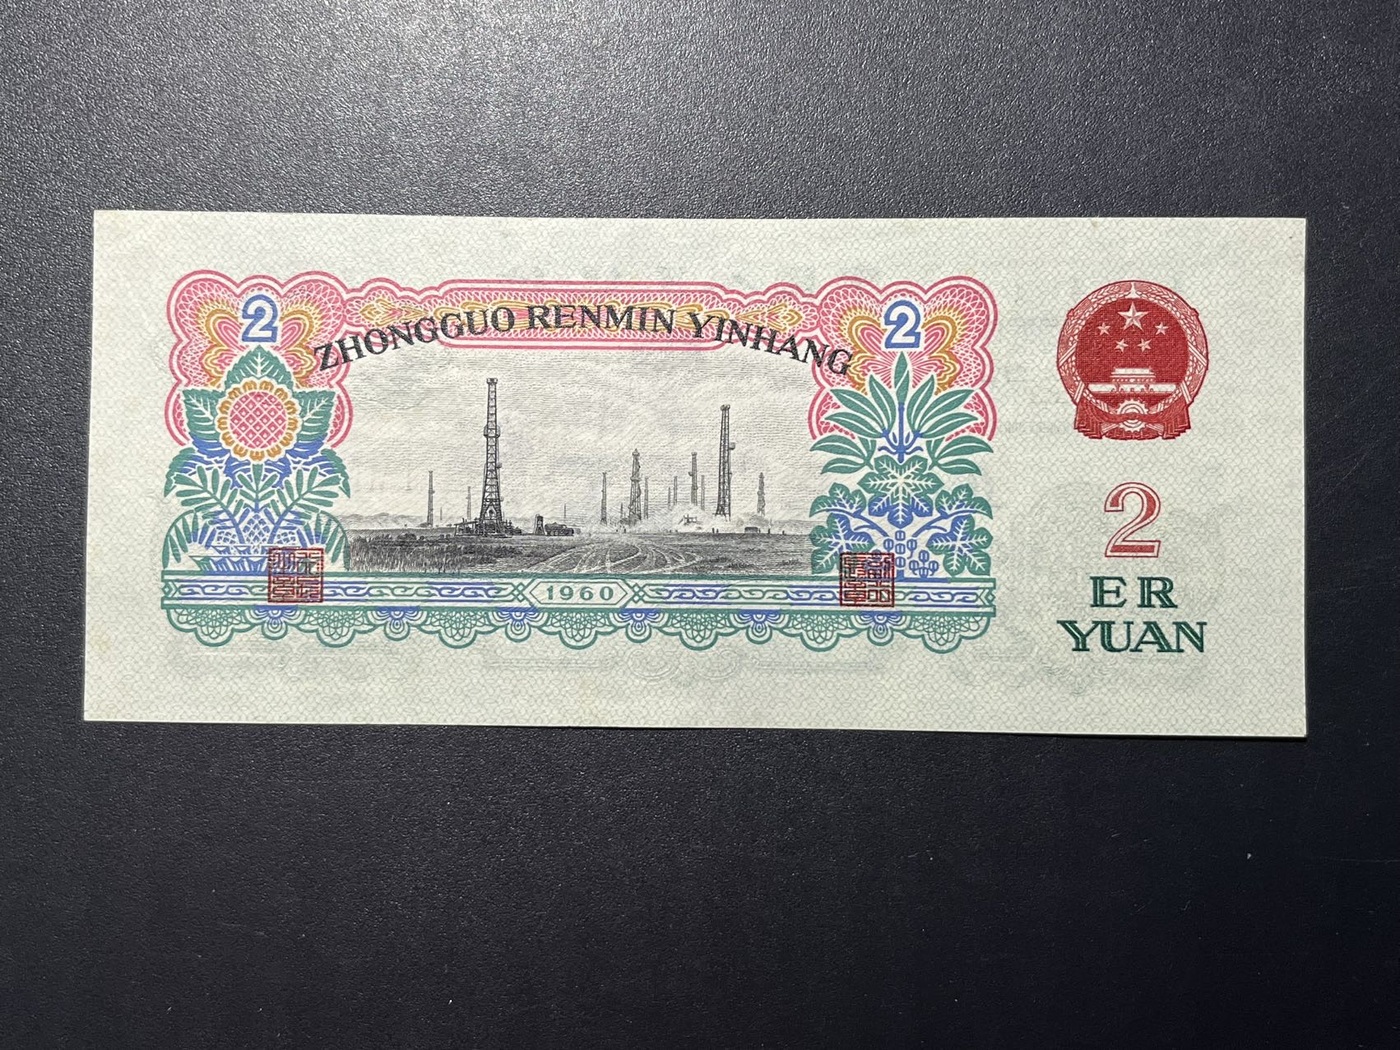 2
2
ZHONGGUO RENMIN YINHANG
1960
2
ER
YUAN